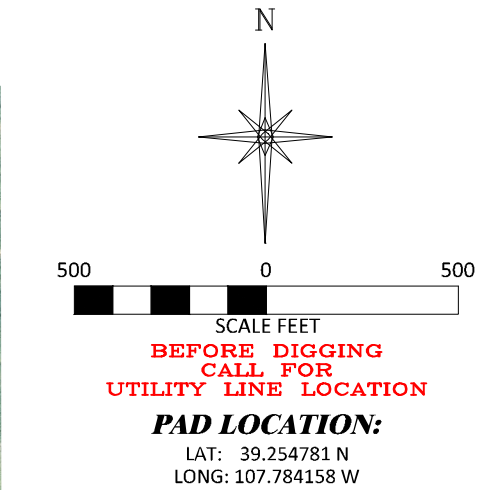 N
500 0 500
SCALE FEET
BEFORE DIGGING
CALL FOR
UTILITY LINE LOCATION
PAD LOCATION:
LAT: 39.254781 N
LONG: 107.784158 W